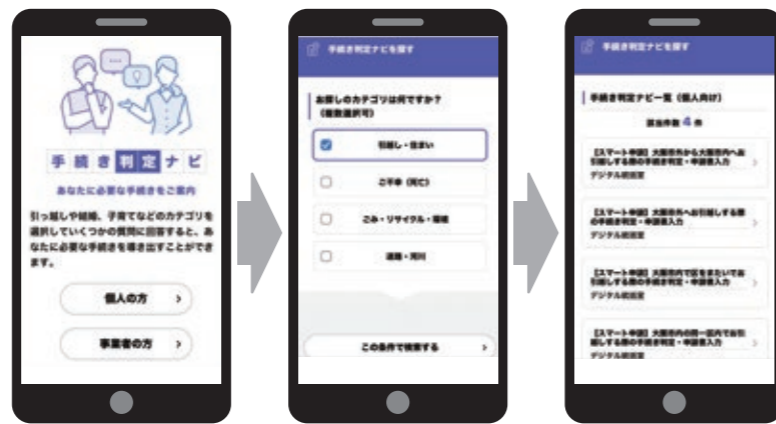 手続き判定ナビ
あなたに必要な手続きをご案内
引っ越しや結婚、子育てなどのカテゴリを
選択していくつかの質問に回答すると、あ
なたに必要な手続きを導き出すことができ
ます。
個人の方
事業者の方
手続き判定ナビを探す
お探しのカテゴリは何ですか?
(複数選択可)
引越し・住まい
ご不幸(死亡)
ごみ・リサイクル・環境
道路・河川
この条件で検索する
手続き判定ナビを探す
手続き判定ナビ一覧(個人向け)
該当件数 4 件
【スマート申請】大阪市外から大阪市内へお
引越しする際の手続き判定・申請書入力
デジタル統括室
【スマート申請】大阪市外へお引越しする際
の手続き判定・申請書入力
デジタル統括室
【スマート申請】大阪市内で区をまたいでお
引越しする際の手続き判定・申請書入力
デジタル統括室
【スマート申請】大阪市内の同一区内でお引
越しする際の手続き判定・申請書入力
デジタル統括室